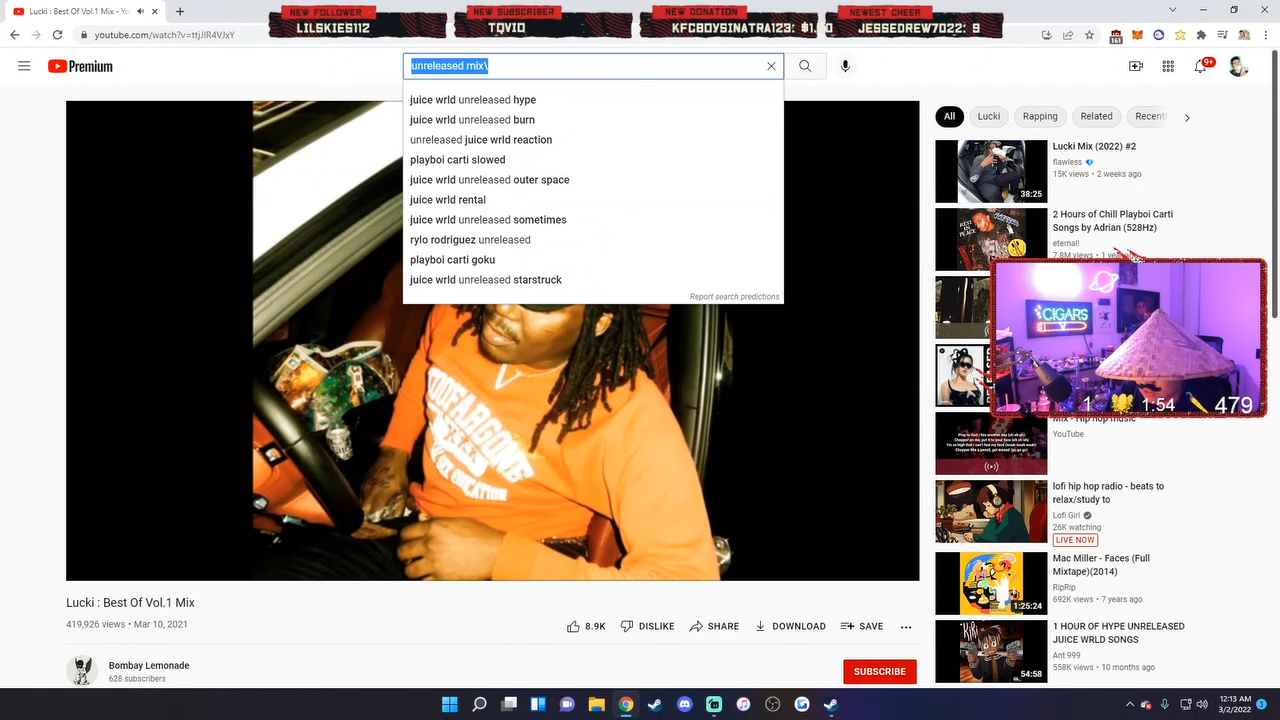 Lucki : Best Of Vol.1 Mix - Yo
NEW FOLLOWER
LILSKIES112
NEW SUBSCRIBER
TQVID
NEW DONATION
KFCBOYSINATRA123:
NEWEST CHEER
JESSEDREW7022: 9
161
Premium
unreleased mix\
9+
juice wrld unreleased hype
juice wrld unreleased burn
unreleased juice wrld reaction
playboi carti slowed
juice wrld unreleased outer space
juice wrld rental
juice wrld unreleased sometimes
rylo rodriguez unreleased
playboi carti goku
juice wrld unreleased starstruck
Report search predictions
All
Lucki
Rapping
Related
Recent
Lucki Mix (2022) #2
flawless
15K views • 2 weeks ago
38:25
2 Hours of Chill Playboi Carti
Songs by Adrian (528Hz)
eternal!
7.8M views • 1 year ago
CIGARS
1
1:54
479
Mix - Hip hop music
YouTube
lofi hip hop radio - beats to
relax/study to
Lofi Girl
26K watching
LIVE NOW
Mac Miller - Faces (Full
Mixtape)(2014)
RipRip
692K views • 7 years ago
1:25:24
1 HOUR OF HYPE UNRELEASED
JUICE WRLD SONGS
Ant 999
558K views • 10 months ago
54:58
Lucki : Best Of Vol.1 Mix
419,926 views • Mar 10, 2021
8.9K
DISLIKE
SHARE
DOWNLOAD
SAVE
Bombay Lemonade
628 subscribers
SUBSCRIBE
12:13 AM
3/2/2022